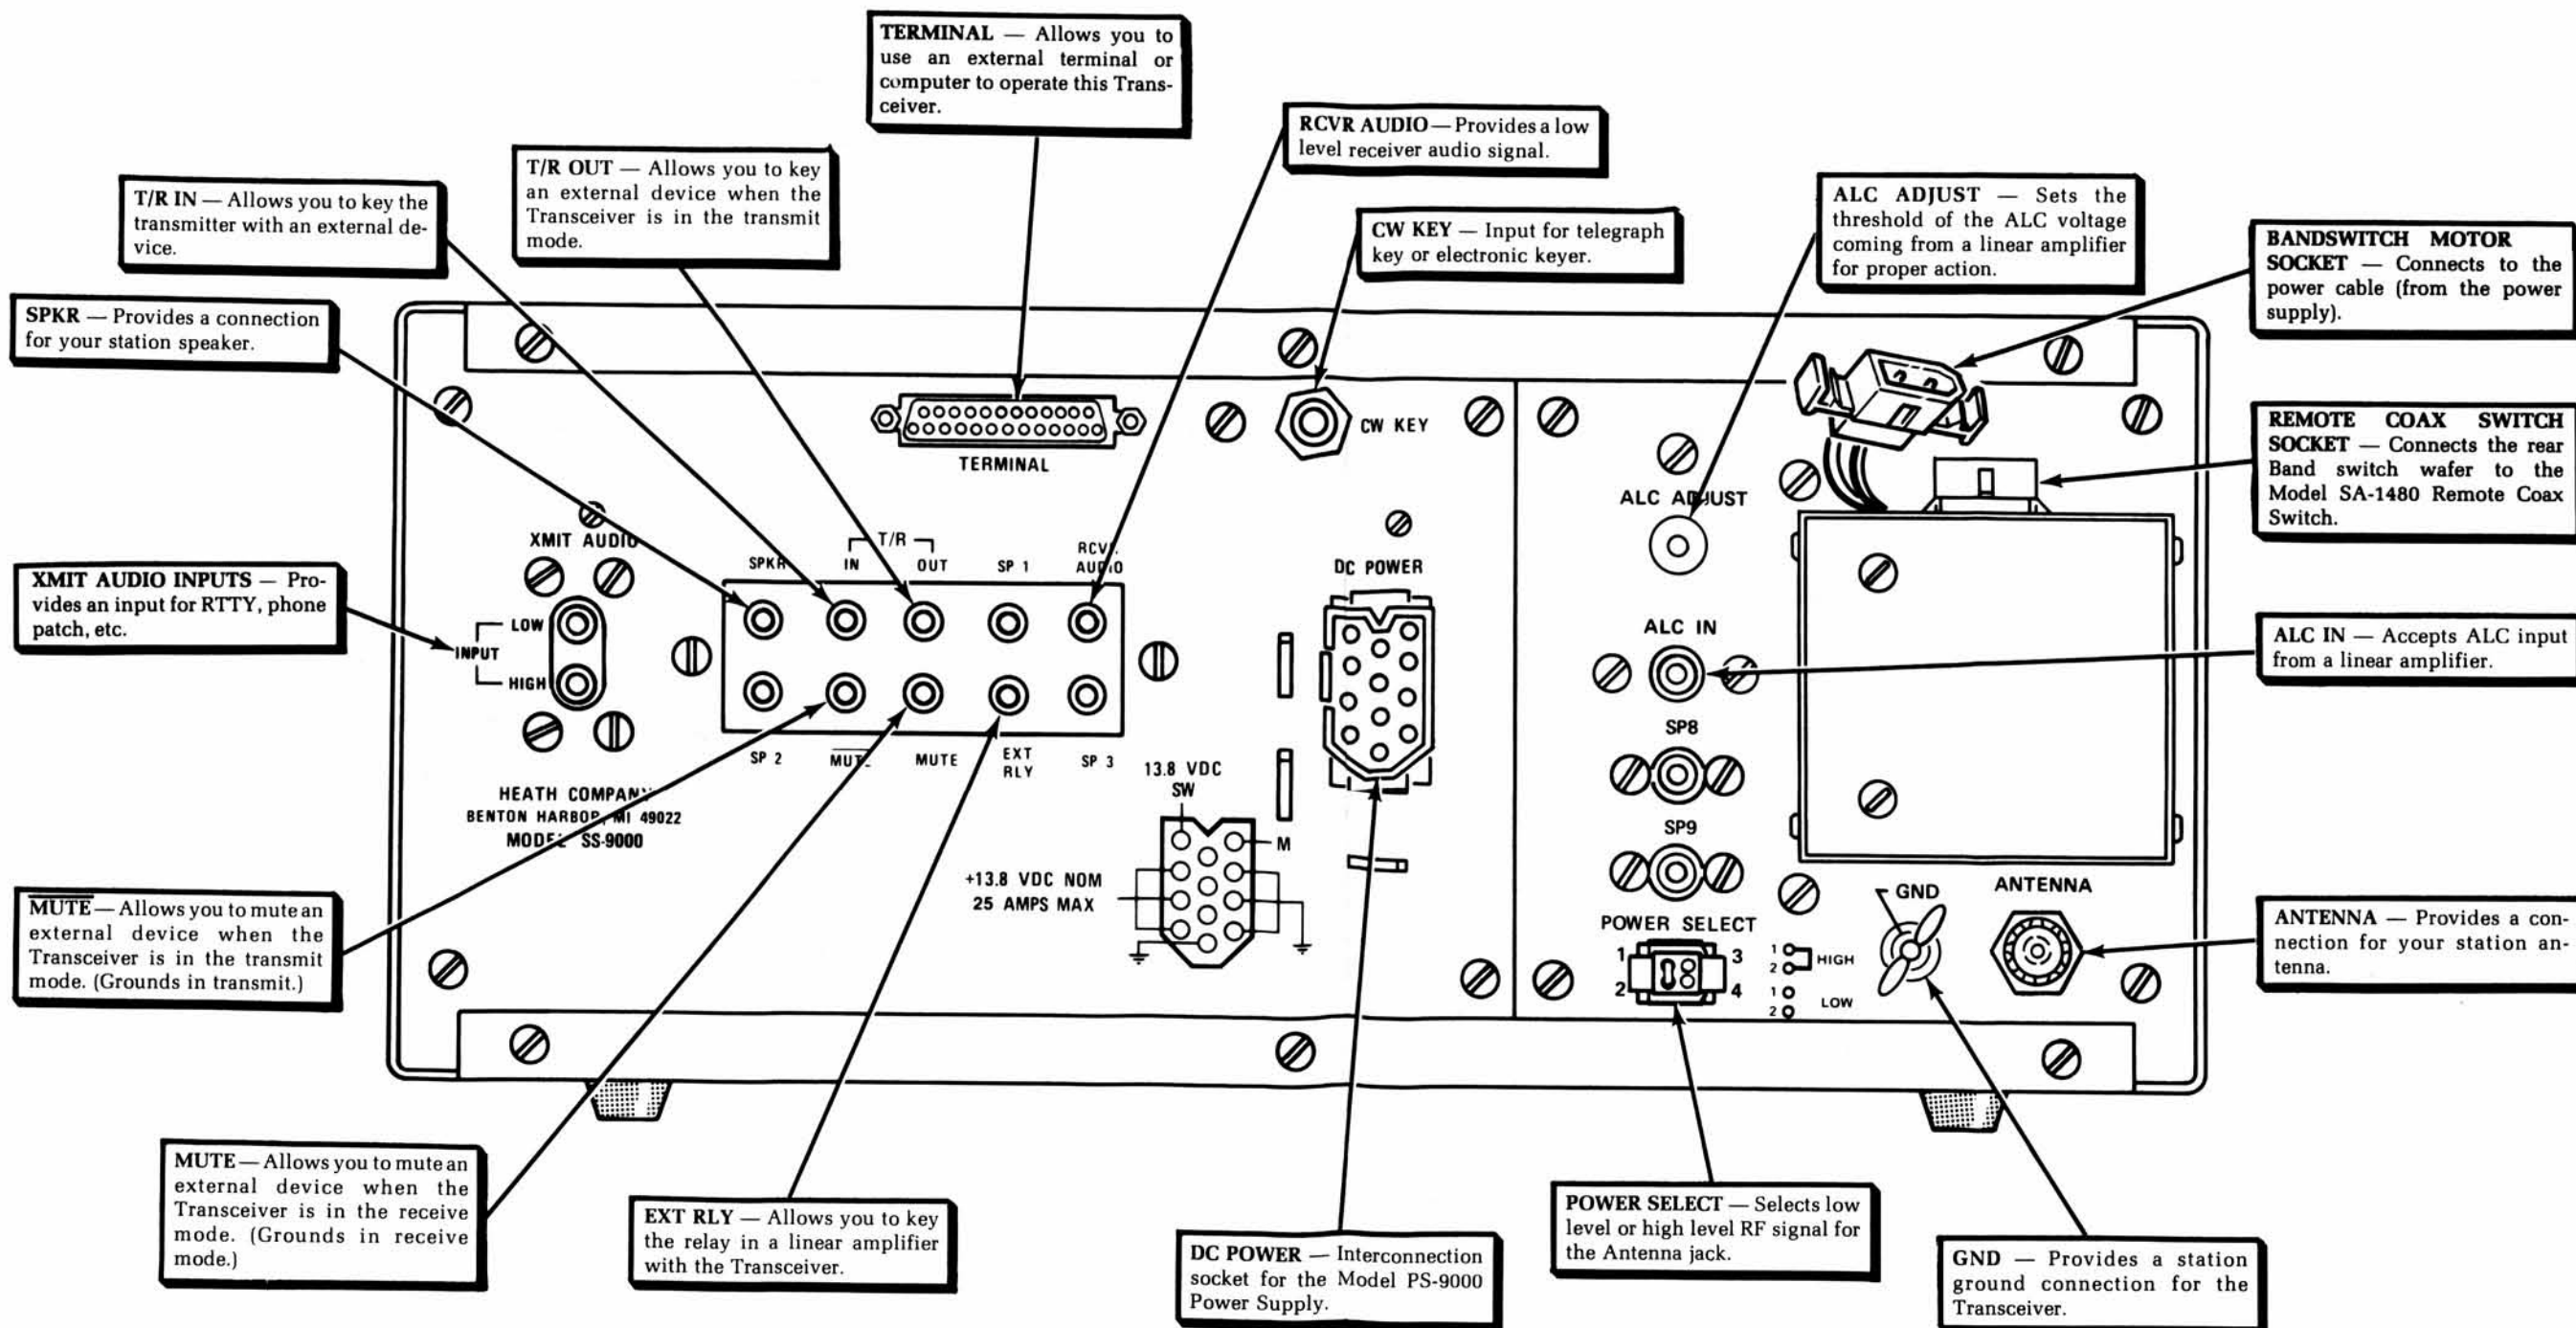 TERMINAL — Allows you to
use an external terminal or
computer to operate this Trans-
ceiver.
RCVR AUDIO — Provides a low
level receiver audio signal.
T/R OUT — Allows you to key
an external device when the
Transceiver is in the transmit
mode.
T/R IN — Allows you to key the
transmitter with an external de-
vice.
CW KEY — Input for telegraph
key or electronic keyer.
ALC ADJUST — Sets the
threshold of the ALC voltage
coming from a linear amplifier
for proper action.
BANDSWITCH MOTOR
SOCKET — Connects to the
power cable (from the power
supply).
SPKR — Provides a connection
for your station speaker.
REMOTE COAX SWITCH
SOCKET — Connects the rear
Band switch wafer to the
Model SA-1480 Remote Coax
Switch.
XMIT AUDIO INPUTS — Pro-
vides an input for RTTY, phone
patch, etc.
ALC IN — Accepts ALC input
from a linear amplifier.
MUTE — Allows you to mute an
external device when the
Transceiver is in the transmit
mode. (Grounds in transmit.)
ANTENNA — Provides a con-
nection for your station an-
tenna.
MUTE — Allows you to mute an
external device when the
Transceiver is in the receive
mode. (Grounds in receive
mode.)
EXT RLY — Allows you to key
the relay in a linear amplifier
with the Transceiver.
DC POWER — Interconnection
socket for the Model PS-9000
Power Supply.
POWER SELECT — Selects low
level or high level RF signal for
the Antenna jack.
GND — Provides a station
ground connection for the
Transceiver.
TERMINAL
CW KEY
XMIT AUDIO
LOW
INPUT
HIGH
T/R
SPKR
IN
OUT
SP 1
RCVR
AUDIO
SP 2
MUTE
MUTE
EXT
RLY
SP 3
HEATH COMPANY
BENTON HARBOR, MI 49022
MODEL SS-9000
DC POWER
13.8 VDC
SW
M
+13.8 VDC NOM
25 AMPS MAX
ALC ADJUST
ALC IN
SP8
SP9
POWER SELECT
1
2
3
4
1
2
HIGH
1
2
LOW
GND
ANTENNA